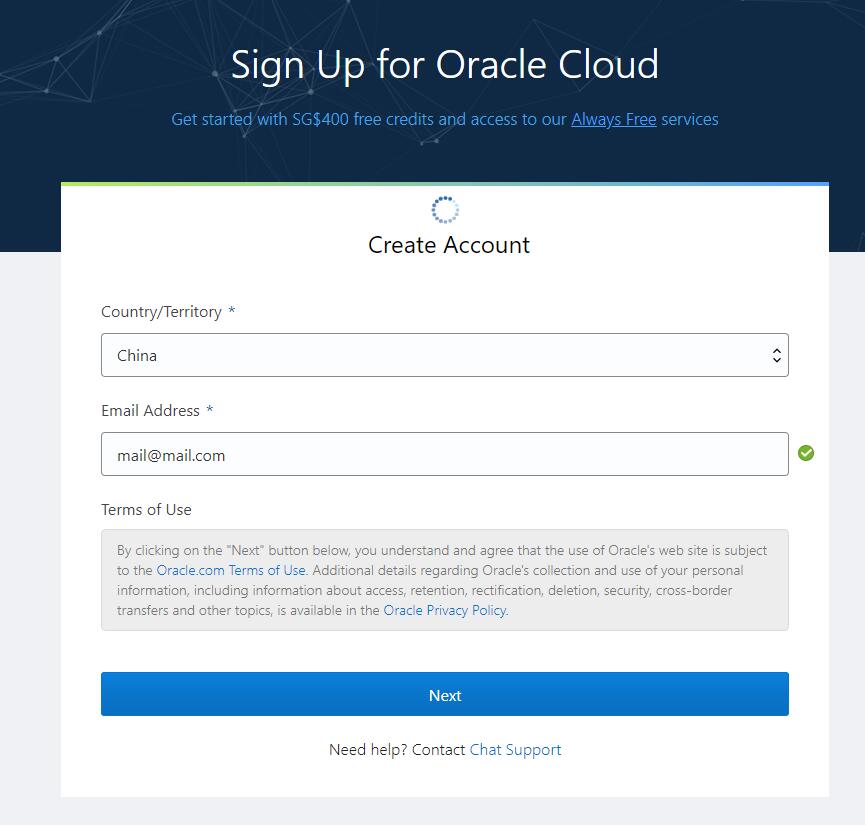 Sign Up for Oracle Cloud
Get started with SG$400 free credits and access to our Always Free services
Create Account
Country/Territory *
China
Email Address *
mail@mail.com
Terms of Use
By clicking on the "Next" button below, you understand and agree that the use of Oracle's web site is subject
to the Oracle.com Terms of Use. Additional details regarding Oracle's collection and use of your personal
information, including information about access, retention, rectification, deletion, security, cross-border
transfers and other topics, is available in the Oracle Privacy Policy.
Next
Need help? Contact Chat Support